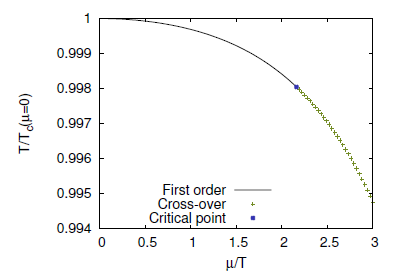 1
0.999
0.998
0.997
0.996
0.995
0.994
T/Tc(μ=0)
First order
Cross-over
Critical point
0 0.5 1 1.5 2 2.5 3
μ/T